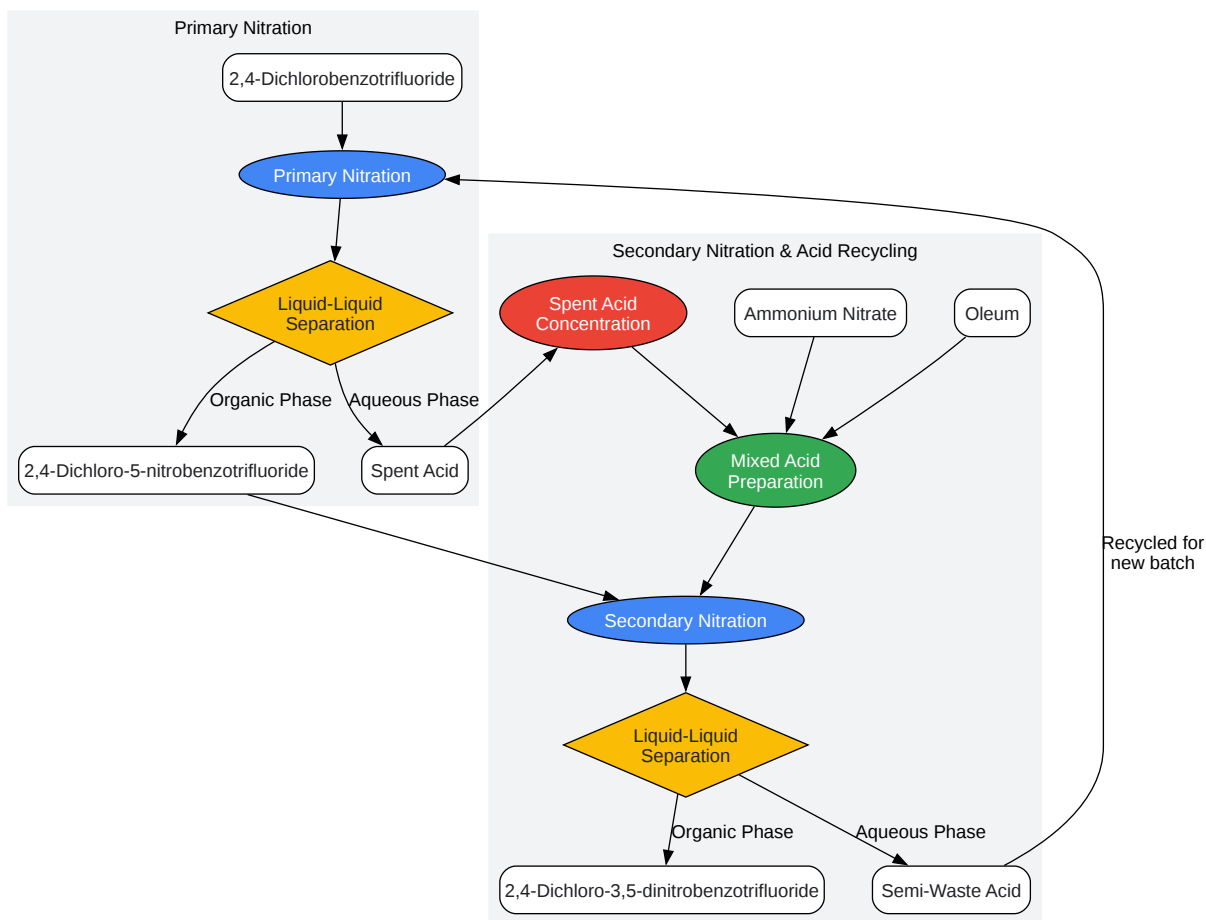 Primary Nitration
2,4-Dichlorobenzotrifluoride
Primary Nitration
Liquid-Liquid
Separation
Organic Phase
Aqueous Phase
2,4-Dichloro-5-nitrobenzotrifluoride
Spent Acid
Secondary Nitration & Acid Recycling
Spent Acid
Concentration
Ammonium Nitrate
Oleum
Mixed Acid
Preparation
Recycled for
new batch
Secondary Nitration
Liquid-Liquid
Separation
Organic Phase
Aqueous Phase
2,4-Dichloro-3,5-dinitrobenzotrifluoride
Semi-Waste Acid